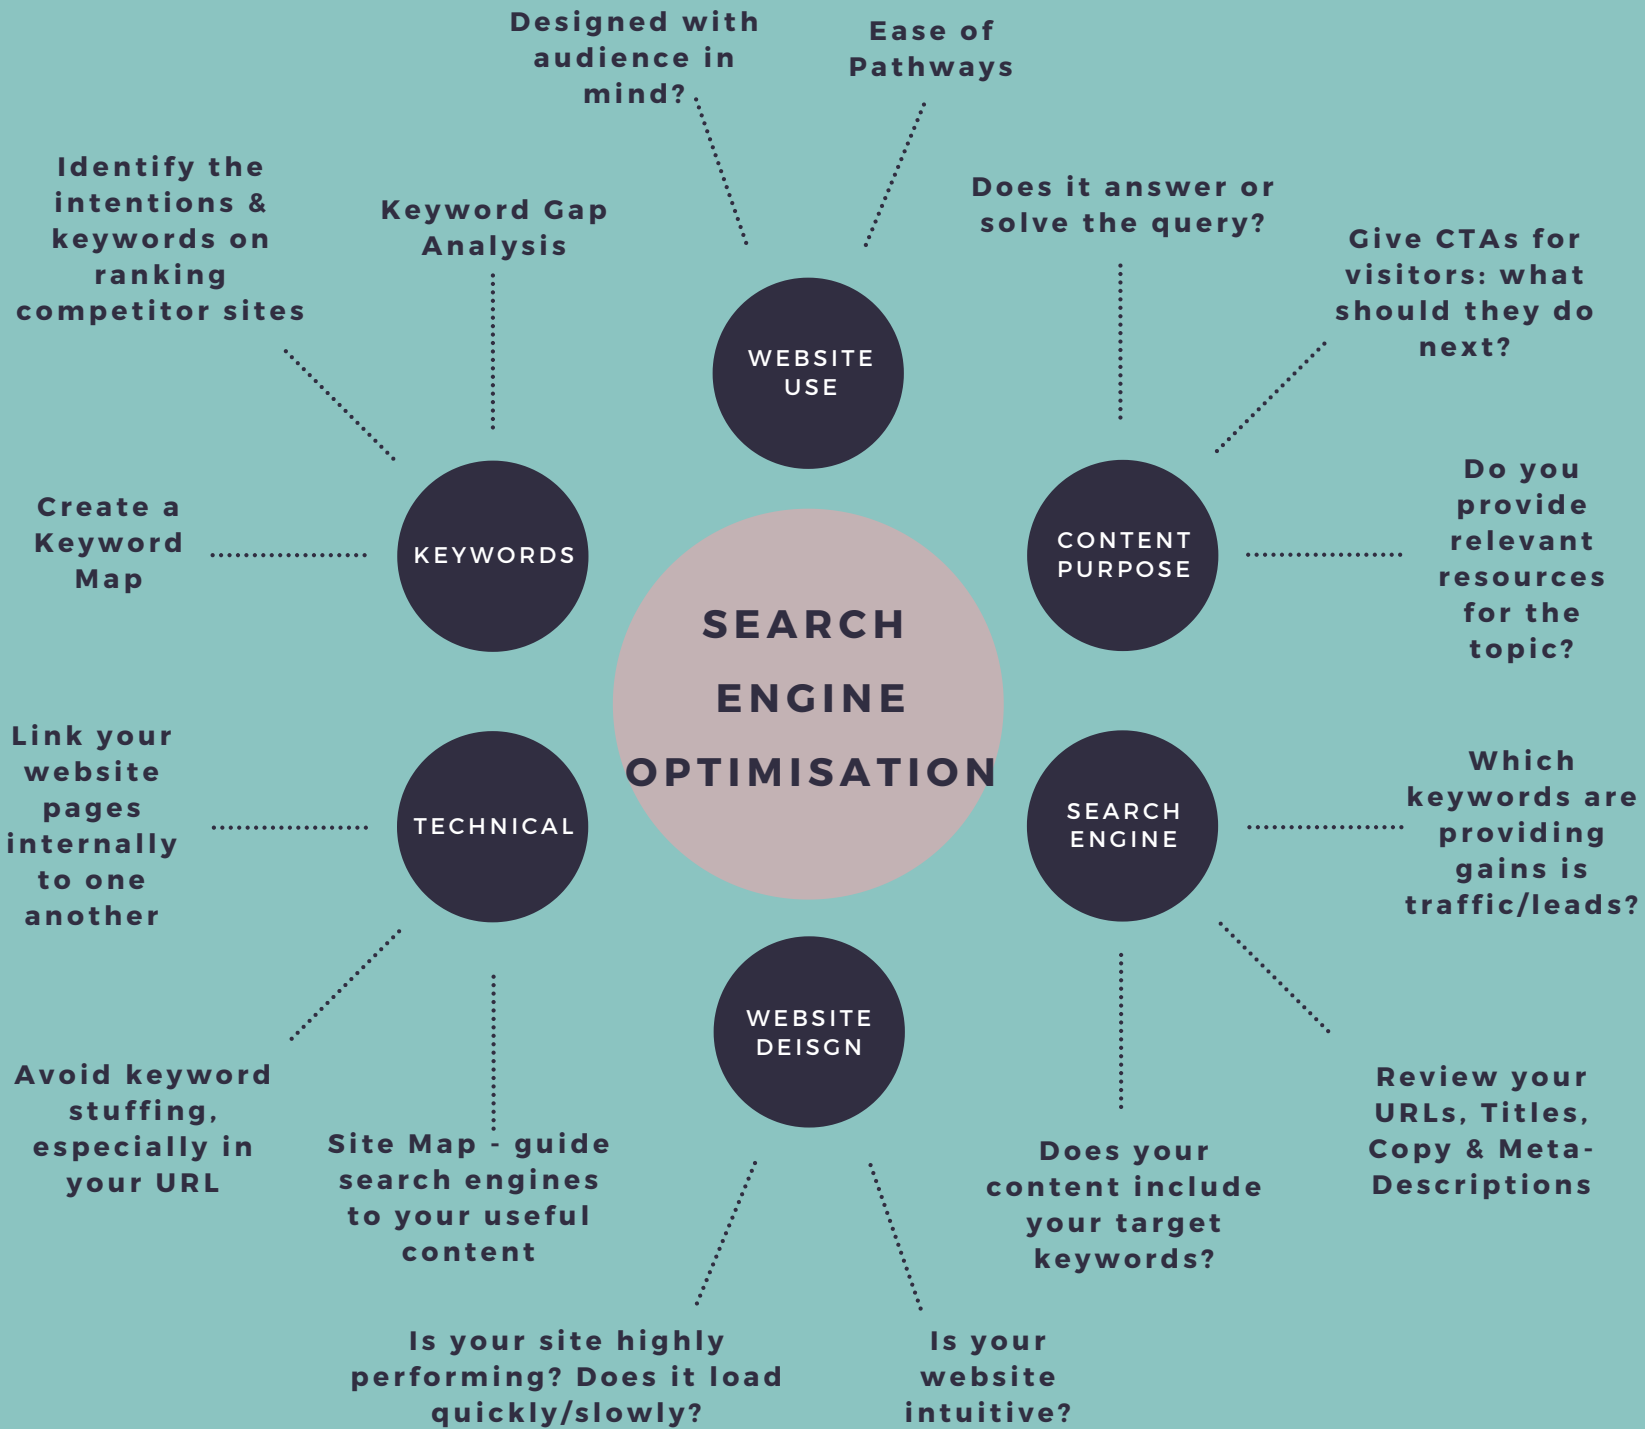 Designed with
audience in
mind?
Ease of
Pathways
Identify the
intentions &
keywords on
ranking
competitor sites
Keyword Gap
Analysis
Does it answer or
solve the query?
Give CTAs for
visitors: what
should they do
next?
WEBSITE
USE
Create a
Keyword
Map
KEYWORDS
CONTENT
PURPOSE
Do you
provide
relevant
resources
for the
topic?
SEARCH
ENGINE
OPTIMISATION
Link your
website
pages
internally
to one
another
TECHNICAL
SEARCH
ENGINE
Which
keywords are
providing
gains is
traffic/leads?
WEBSITE
DEISGN
Avoid keyword
stuffing,
especially in
your URL
Site Map - guide
search engines
to your useful
content
Does your
content include
your target
keywords?
Review your
URLs, Titles,
Copy & Meta-
Descriptions
Is your site highly
performing? Does it load
quickly/slowly?
Is your
website
intuitive?